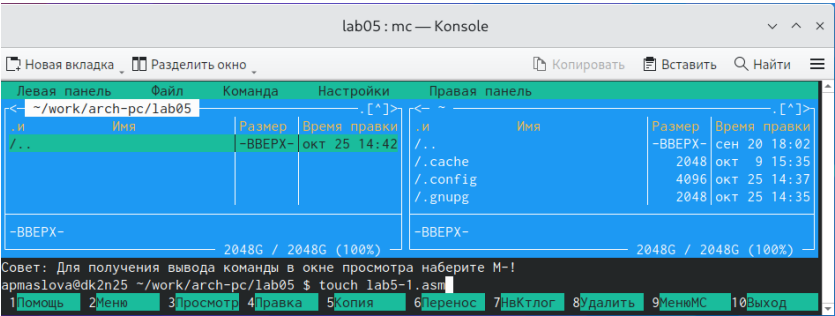 lab05 : mc — Konsole
Новая вкладка Разделить окно Копировать Вставить Найти
Левая панель Файл Команда Настройки Правая панель
<— ~/work/arch-pc/lab05 .[^]> <— ~ .[^]>
.и Имя Размер Время правки .и Имя Размер Время правки
/.. -ВВЕРХ- окт 25 14:42 /.. -ВВЕРХ- сен 20 18:02
/.cache 2048 окт 9 15:35
/.config 4096 окт 25 14:37
/.gnupg 2048 окт 25 14:35
-ВВЕРХ- -ВВЕРХ-
2048G / 2048G (100%) 2048G / 2048G (100%)
Совет: Для получения вывода команды в окне просмотра наберите M-!
apmaslova@dk2n25 ~/work/arch-pc/lab05 $ touch lab5-1.asm
1Помощь 2Меню 3Просмотр 4Правка 5Копия 6Перенос 7НвКтлог 8Удалить 9МенюMC 10Выход